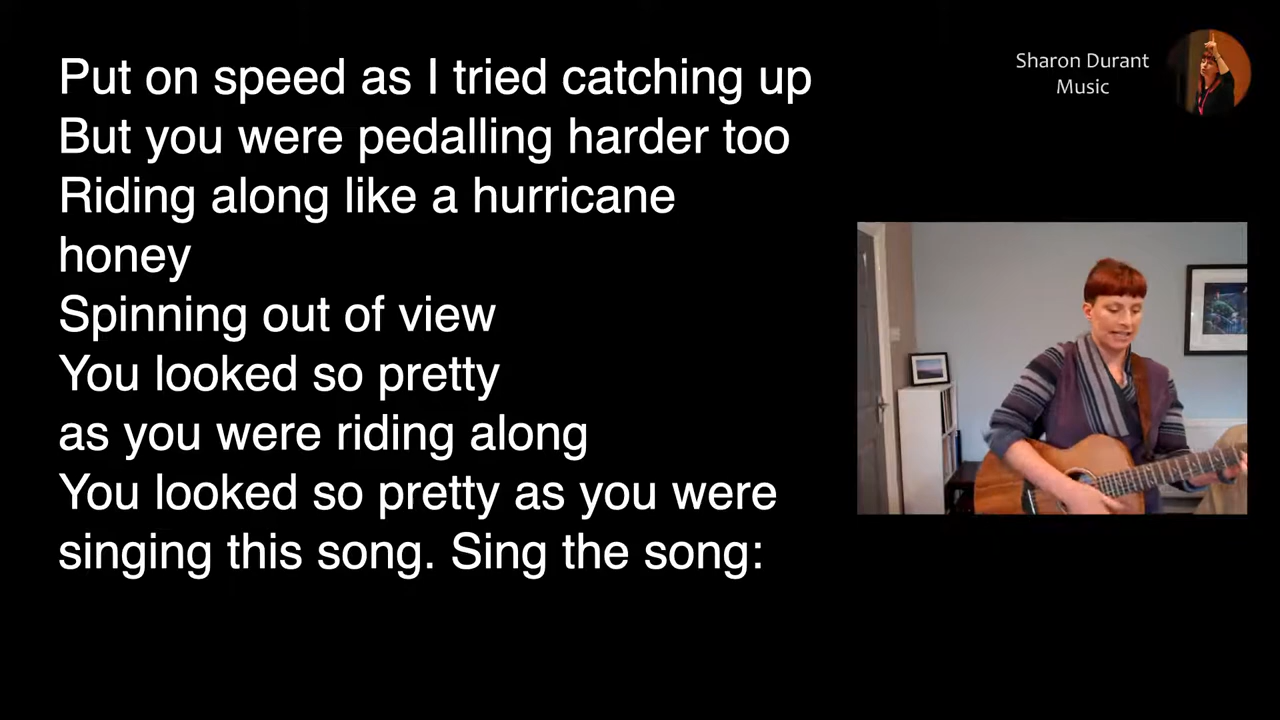 Put on speed as I tried catching up
But you were pedalling harder too
Riding along like a hurricane
honey
Spinning out of view
You looked so pretty
as you were riding along
You looked so pretty as you were
singing this song. Sing the song:
Sharon Durant
Music